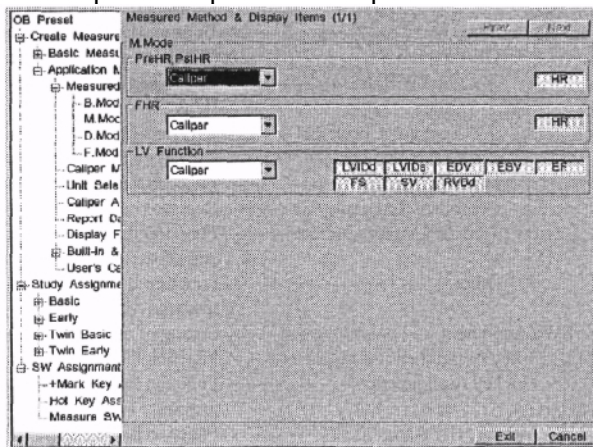 OB Preset
Create Measure
Basic Measu
Application M
Measured
B.Mod
M.Mod
D.Mod
F.Mod
Caliper M
Unit Sele
Caliper A
Report Da
Display F
Built-in &
User's Ca
Study Assignme
Basic
Early
Twin Basic
Twin Early
SW Assignment
+Mark Key
Hot Key Ass
Measure SW
Measured Method & Display Items (1/1)
Prev Next
M.Mode
PreHR,PstHR
Caliper HR
FHR
Caliper HR
LV Function
Caliper LVIDd LVIDs EDV ESV EF
FS SV RVDd
Exit Cancel